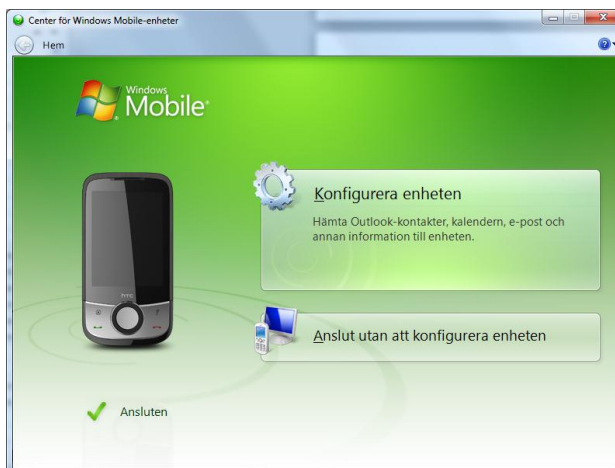 Center för Windows Mobile-enheter
Hem
Windows
Mobile®
Konfigurera enheten
Hämta Outlook-kontakter, kalendern, e-post och
annan information till enheten.
Anslut utan att konfigurera enheten
Ansluten